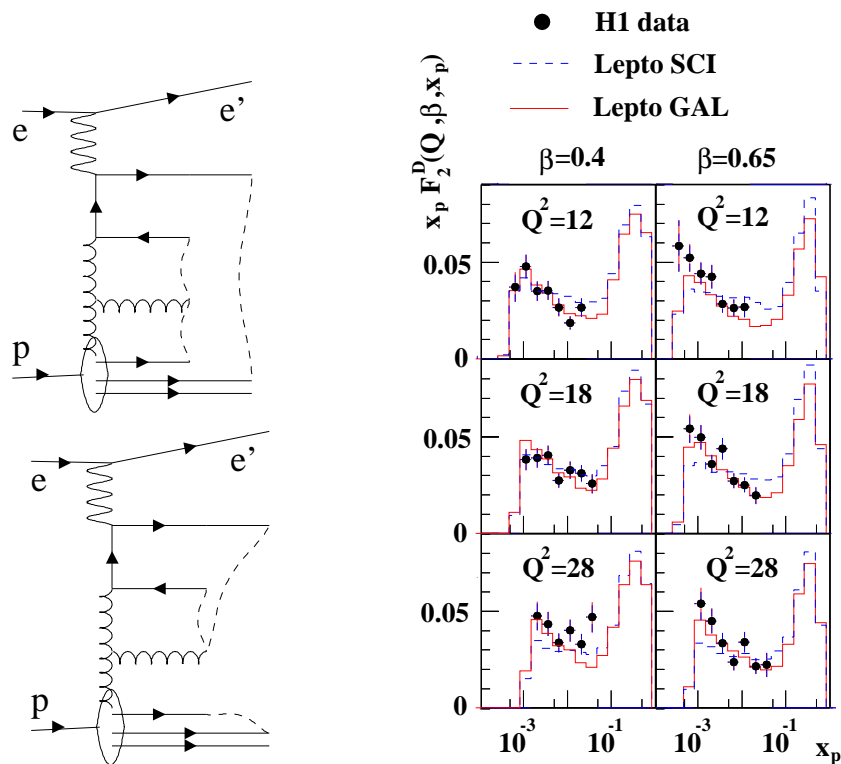 H1 data
Lepto SCI
Lepto GAL
e
e'
p
e
e'
p
x_p F_2^D(Q^2,β,x_p)
β=0.4
β=0.65
Q^2=12
Q^2=12
0.05
0
Q^2=18
Q^2=18
0.05
0
Q^2=28
Q^2=28
0.05
0
10^-3
10^-1
10^-3
10^-1
x_p